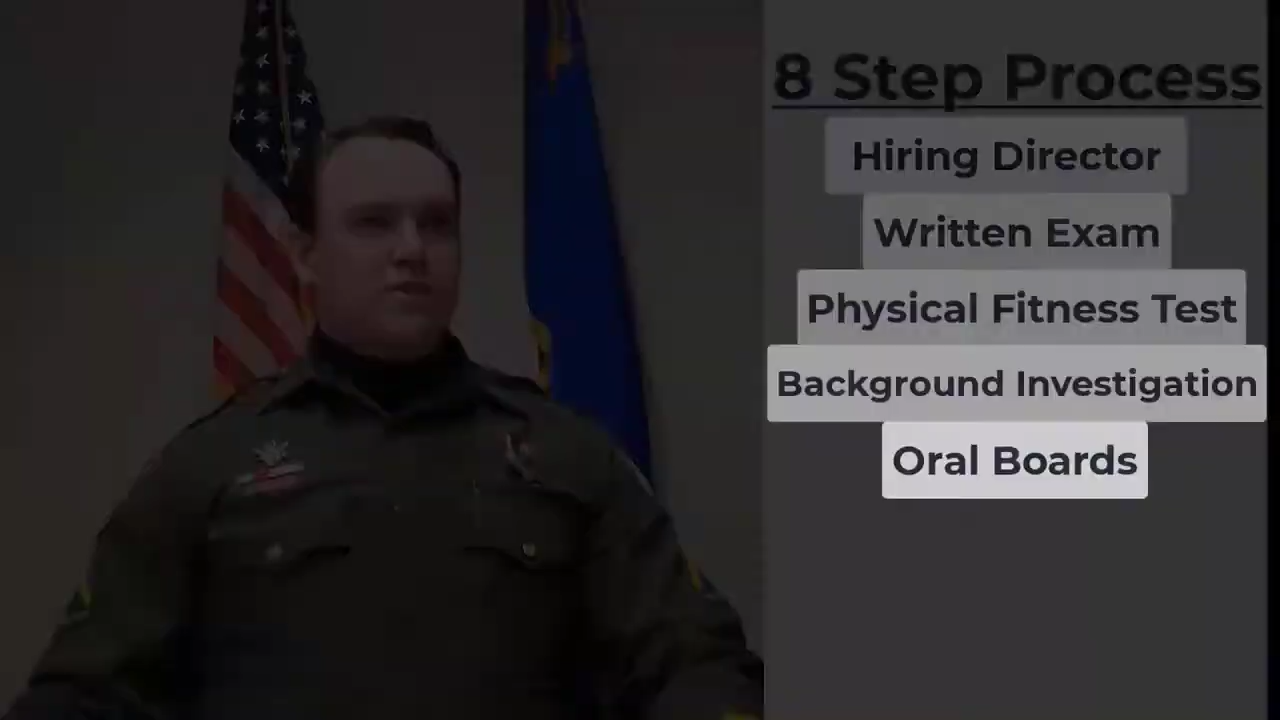 8 Step Process
Hiring Director
Written Exam
Physical Fitness Test
Background Investigation
Oral Boards